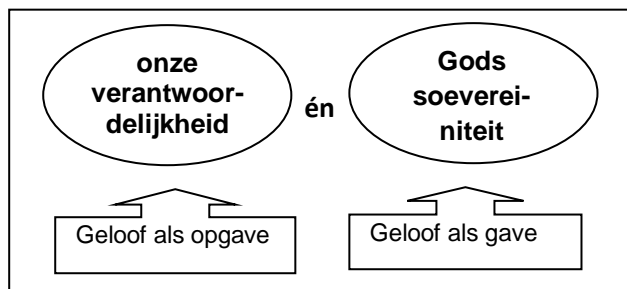 onze
verantwoor-
delijkheid
én
Gods
soeverei-
niteit
Geloof als opgave
Geloof als gave